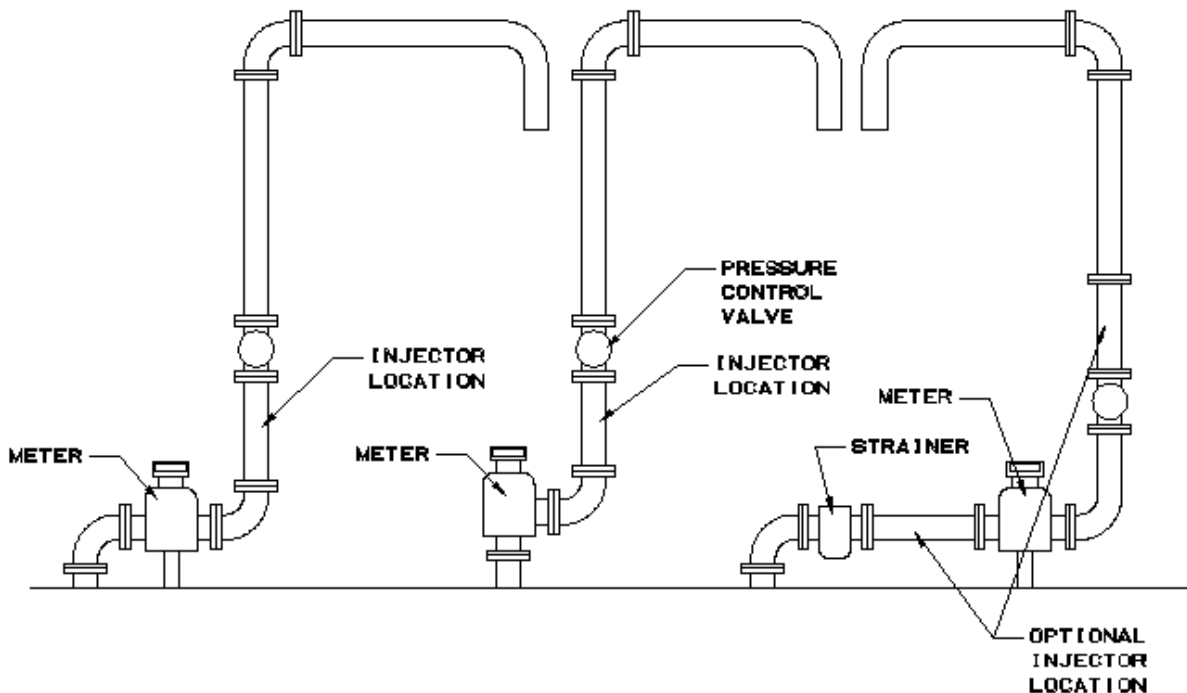 PRESSURE
CONTROL
VALVE
INJECTOR
LOCATION
INJECTOR
LOCATION
METER
METER
METER
STRAINER
OPTIONAL
INJECTOR
LOCATION